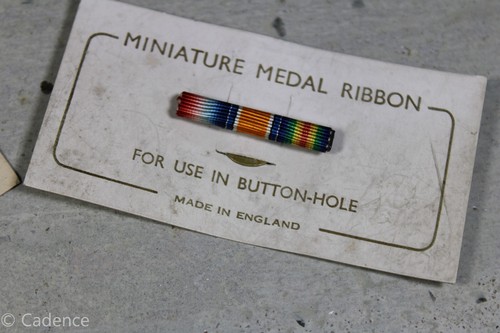 MINIATURE MEDAL RIBBON
FOR USE IN BUTTON-HOLE
MADE IN ENGLAND
© Cadence